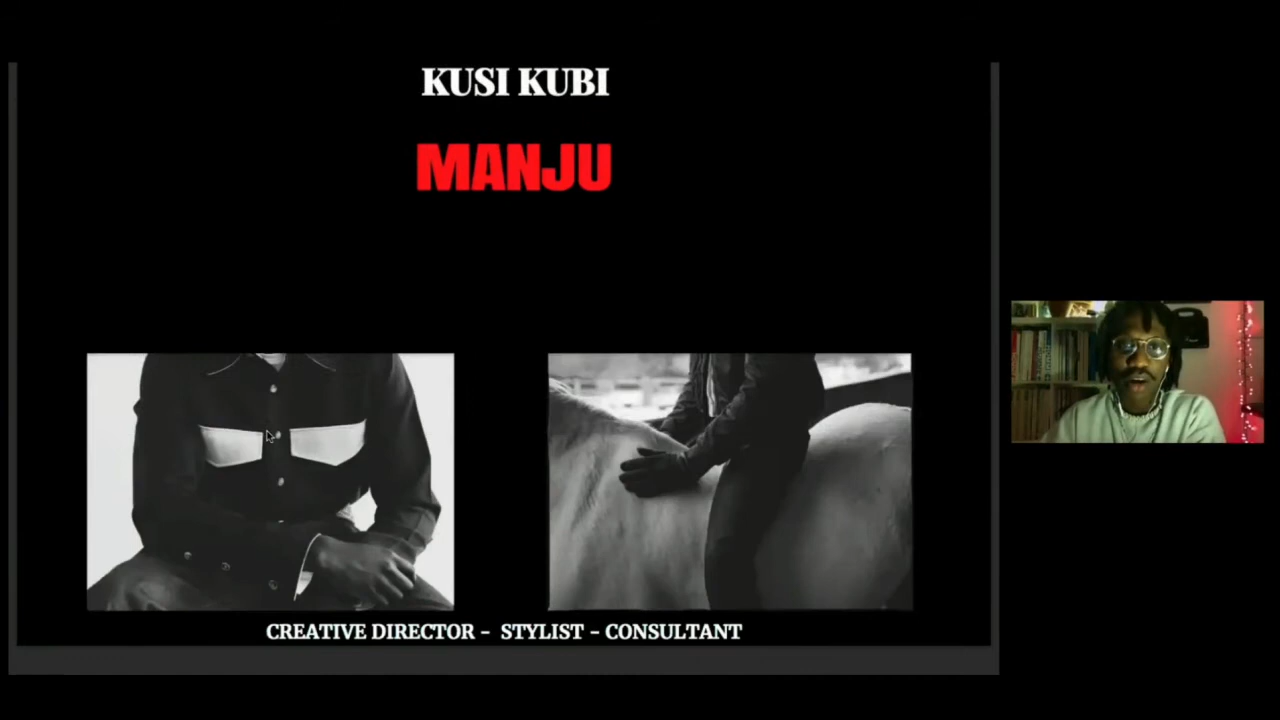 KUSI KUBI
MANJU
CREATIVE DIRECTOR - STYLIST - CONSULTANT